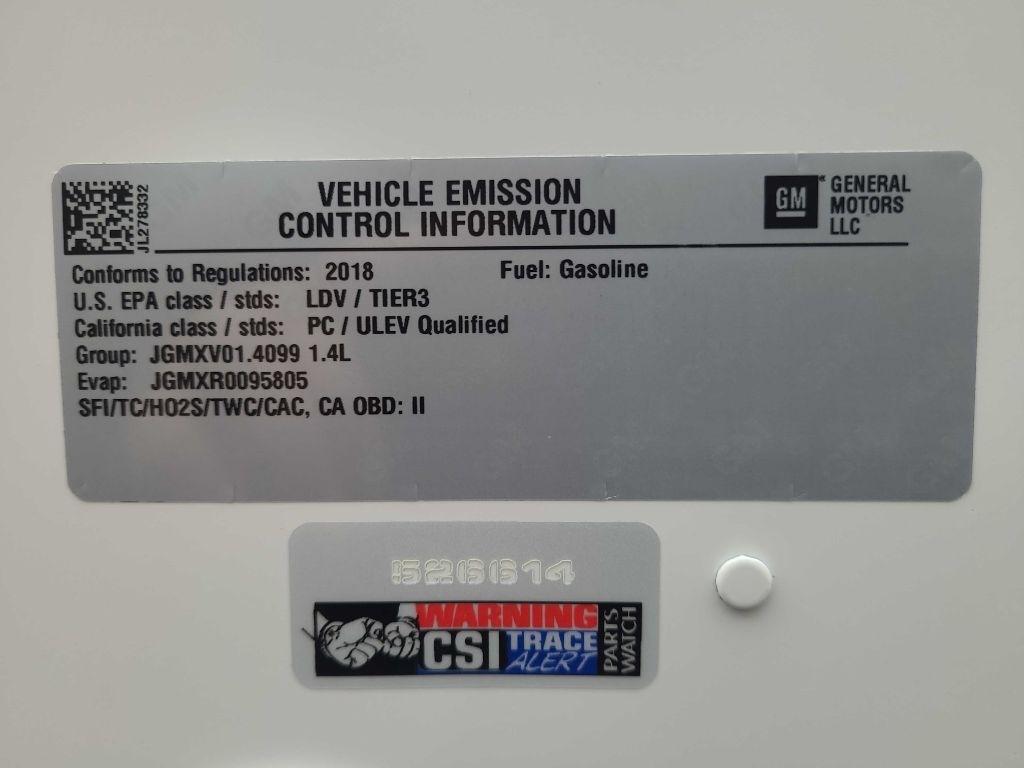 JL278332
VEHICLE EMISSION
CONTROL INFORMATION
GM
GENERAL
MOTORS
LLC
Conforms to Regulations: 2018 Fuel: Gasoline
U.S. EPA class / stds: LDV / TIER3
California class / stds: PC / ULEV Qualified
Group: JGMXV01.4099 1.4L
Evap: JGMXR0095805
SFI/TC/HO2S/TWC/CAC, CA OBD: II
526614
WARNING
CSI TRACE
ALERT
PARTS
WATCH